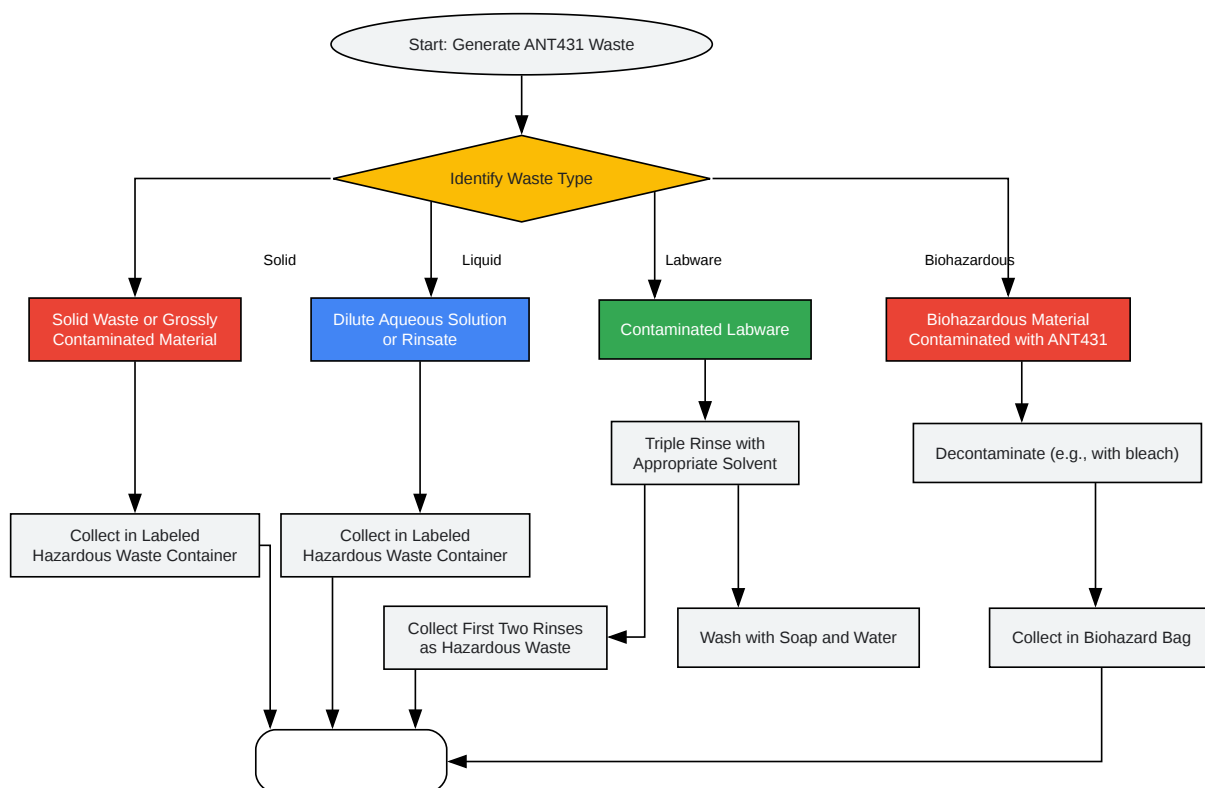 Start: Generate ANT431 Waste
Identify Waste Type
Solid
Liquid
Labware
Biohazardous
Solid Waste or Grossly
Contaminated Material
Dilute Aqueous Solution
or Rinsate
Contaminated Labware
Biohazardous Material
Contaminated with ANT431
Triple Rinse with
Appropriate Solvent
Decontaminate (e.g., with bleach)
Collect in Labeled
Hazardous Waste Container
Collect in Labeled
Hazardous Waste Container
Collect First Two Rinses
as Hazardous Waste
Wash with Soap and Water
Collect in Biohazard Bag